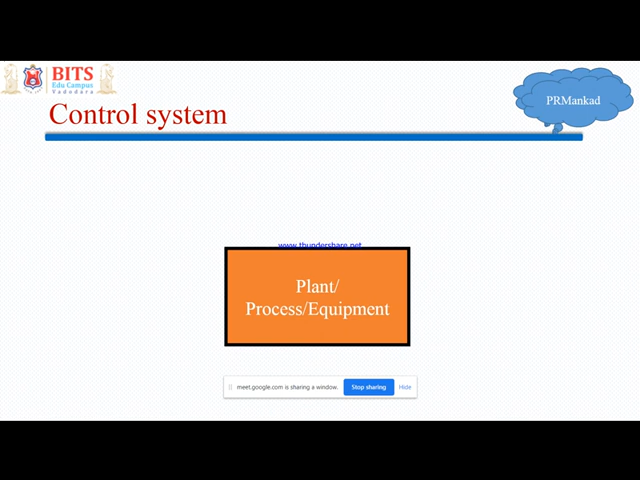 BITS
Edu Campus
Vadodara
PRMankad
Control system
www.thundershare.net
Plant/
Process/Equipment
meet.google.com is sharing a window.
Stop sharing
Hide